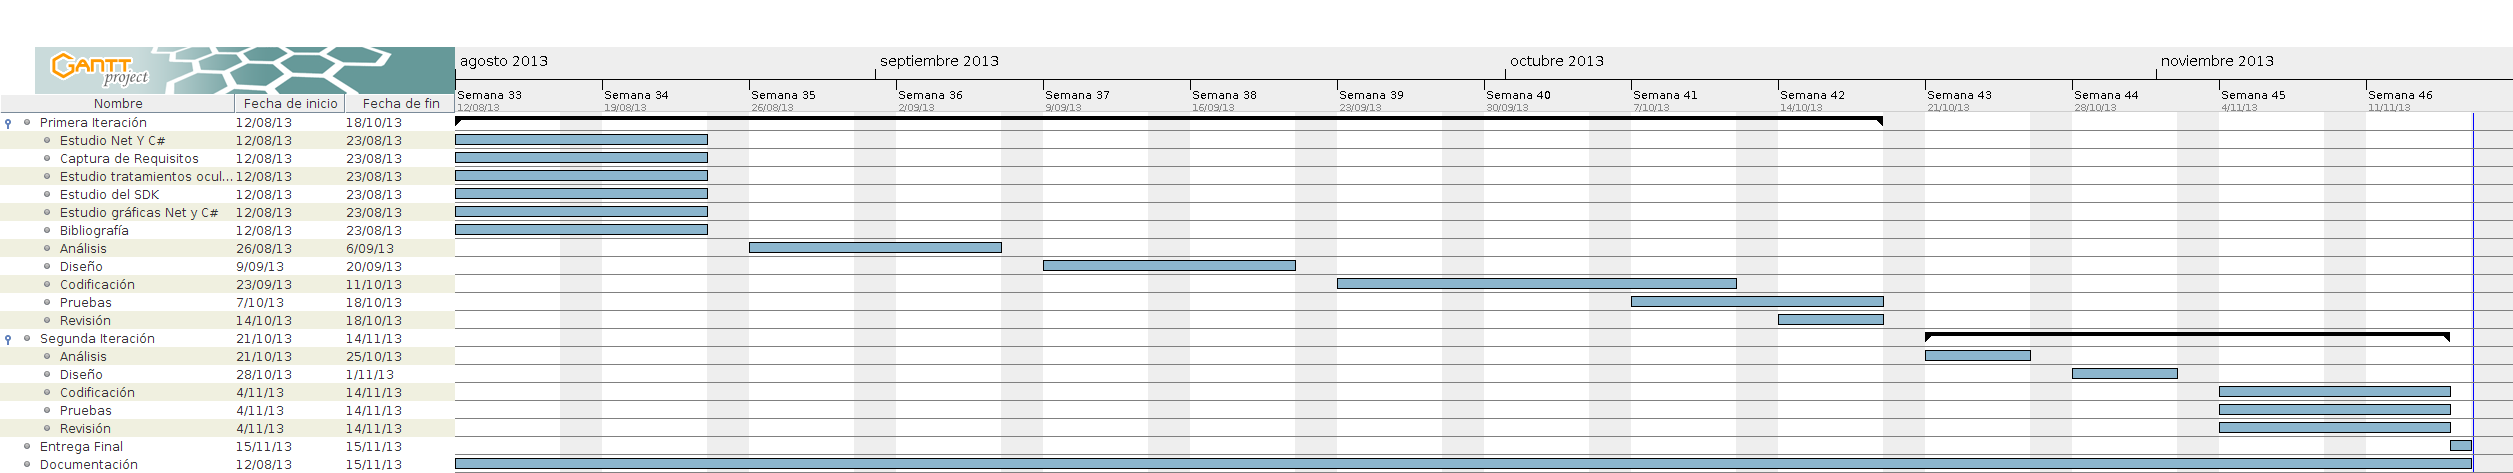 GANTT project
agosto 2013 septiembre 2013 octubre 2013 noviembre 2013
Nombre Fecha de inicio Fecha de fin
Semana 33 Semana 34 Semana 35 Semana 36 Semana 37 Semana 38 Semana 39 Semana 40 Semana 41 Semana 42 Semana 43 Semana 44 Semana 45 Semana 46
12/08/13 19/08/13 26/08/13 2/09/13 9/09/13 16/09/13 23/09/13 30/09/13 7/10/13 14/10/13 21/10/13 28/10/13 4/11/13 11/11/13
Primera Iteración 12/08/13 18/10/13
Estudio Net Y C# 12/08/13 23/08/13
Captura de Requisitos 12/08/13 23/08/13
Estudio tratamientos ocul... 12/08/13 23/08/13
Estudio del SDK 12/08/13 23/08/13
Estudio gráficas Net y C# 12/08/13 23/08/13
Bibliografía 12/08/13 23/08/13
Análisis 26/08/13 6/09/13
Diseño 9/09/13 20/09/13
Codificación 23/09/13 11/10/13
Pruebas 7/10/13 18/10/13
Revisión 14/10/13 18/10/13
Segunda Iteración 21/10/13 14/11/13
Análisis 21/10/13 25/10/13
Diseño 28/10/13 1/11/13
Codificación 4/11/13 14/11/13
Pruebas 4/11/13 14/11/13
Revisión 4/11/13 14/11/13
Entrega Final 15/11/13 15/11/13
Documentación 12/08/13 15/11/13